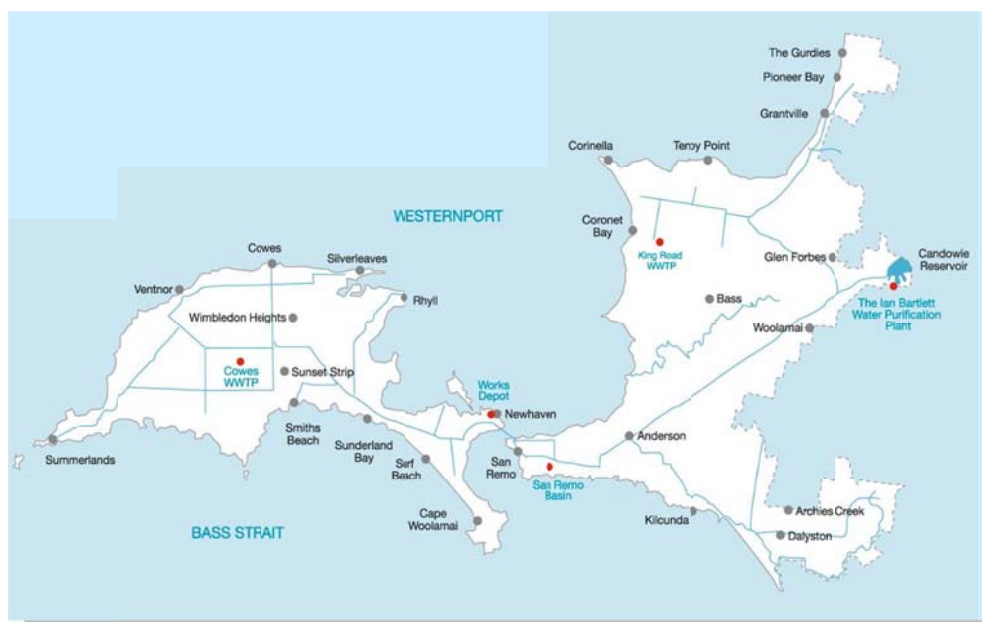 The Gurdies
Pioneer Bay
Grantville
Corinella
Tenby Point
WESTERNPORT
Coronet
Bay
King Road
WWTP
Glen Forbes
Candowie
Reservoir
Cowes
Silverleaves
Ventnor
Rhyll
Bass
The Ian Bartlett
Water Purification
Plant
Wimbledon Heights
Woolamai
Cowes
WWTP
Sunset Strip
Works
Depot
Newhaven
Smiths
Beach
Sunderland
Bay
Anderson
Summerlands
Surf
Beach
San
Remo
San Remo
Basin
Cape
Woolamai
Kilcunda
Archies Creek
Dalyston
BASS STRAIT